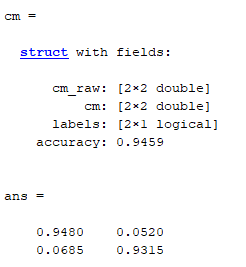 cm =
struct with fields:
cm_raw: [2×2 double]
cm: [2×2 double]
labels: [2×1 logical]
accuracy: 0.9459
ans =
0.9480 0.0520
0.0685 0.9315